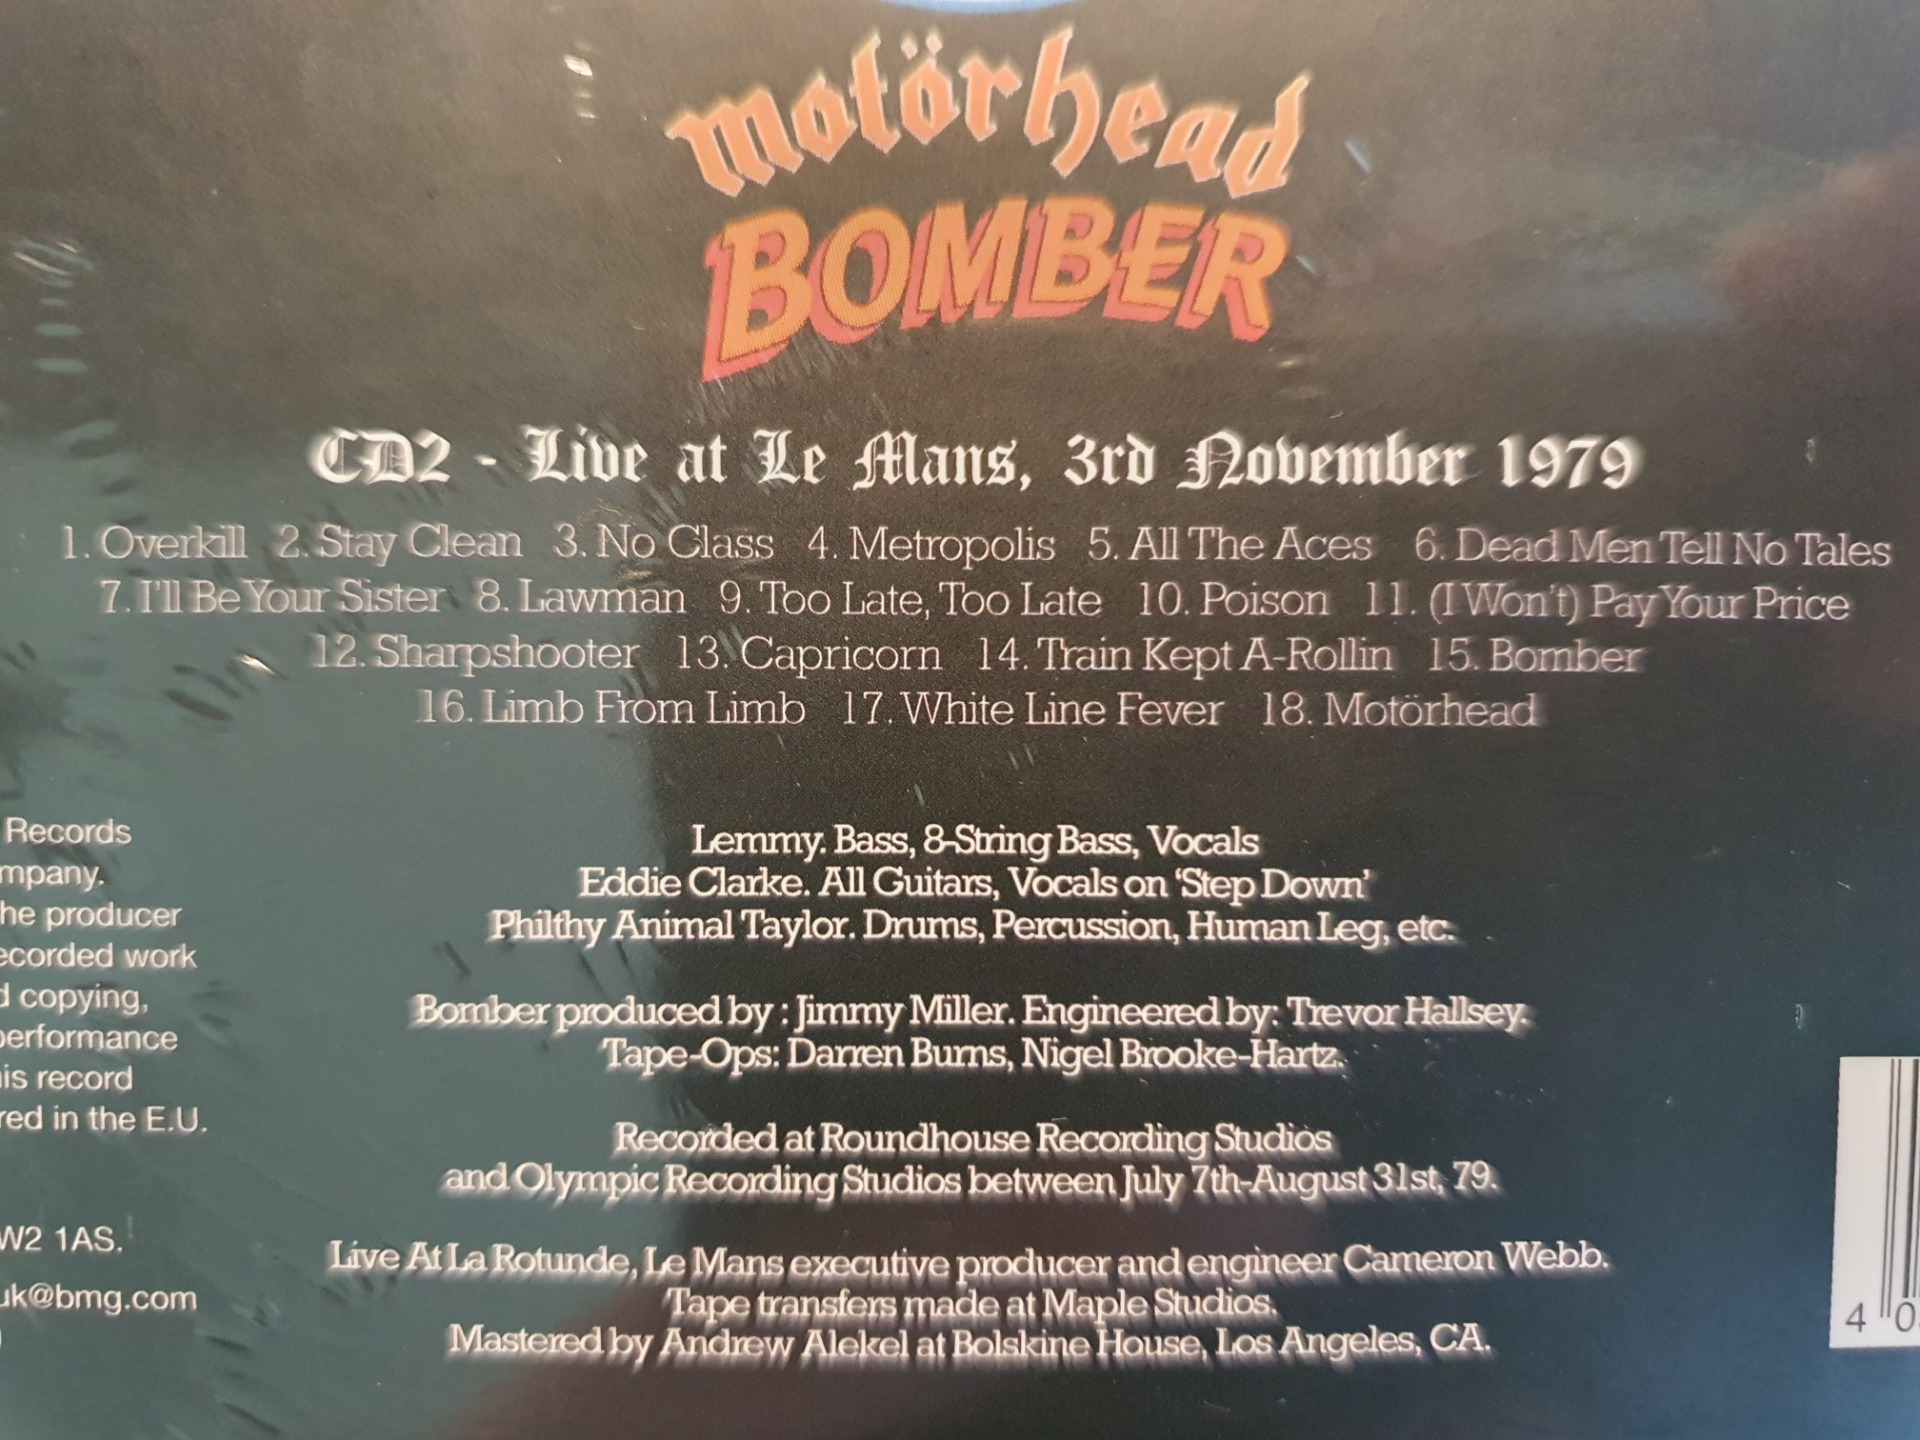 motörhead
BOMBER
CD2 - Live at Le Mans, 3rd November 1979
1. Overkill 2. Stay Clean 3. No Class 4. Metropolis 5. All The Aces 6. Dead Men Tell No Tales
7. I'll Be Your Sister 8. Lawman 9. Too Late, Too Late 10. Poison 11. (I Won't) Pay Your Price
12. Sharpshooter 13. Capricorn 14. Train Kept A-Rollin 15. Bomber
16. Limb From Limb 17. White Line Fever 18. Motörhead
Lemmy. Bass, 8-String Bass, Vocals
Eddie Clarke. All Guitars, Vocals on 'Step Down'
Philthy Animal Taylor. Drums, Percussion, Human Leg, etc.
Bomber produced by : Jimmy Miller. Engineered by: Trevor Hallsey.
Tape-Ops: Darren Burns, Nigel Brooke-Hartz.
Recorded at Roundhouse Recording Studios
and Olympic Recording Studios between July 7th-August 31st, 79.
Live At La Rotunde, Le Mans executive producer and engineer Cameron Webb.
Tape transfers made at Maple Studios.
Mastered by Andrew Alekel at Bolskine House, Los Angeles, CA.
Records
mpany.
he producer
ecorded work
d copying,
performance
is record
red in the E.U.
W2 1AS.
uk@bmg.com
4 0